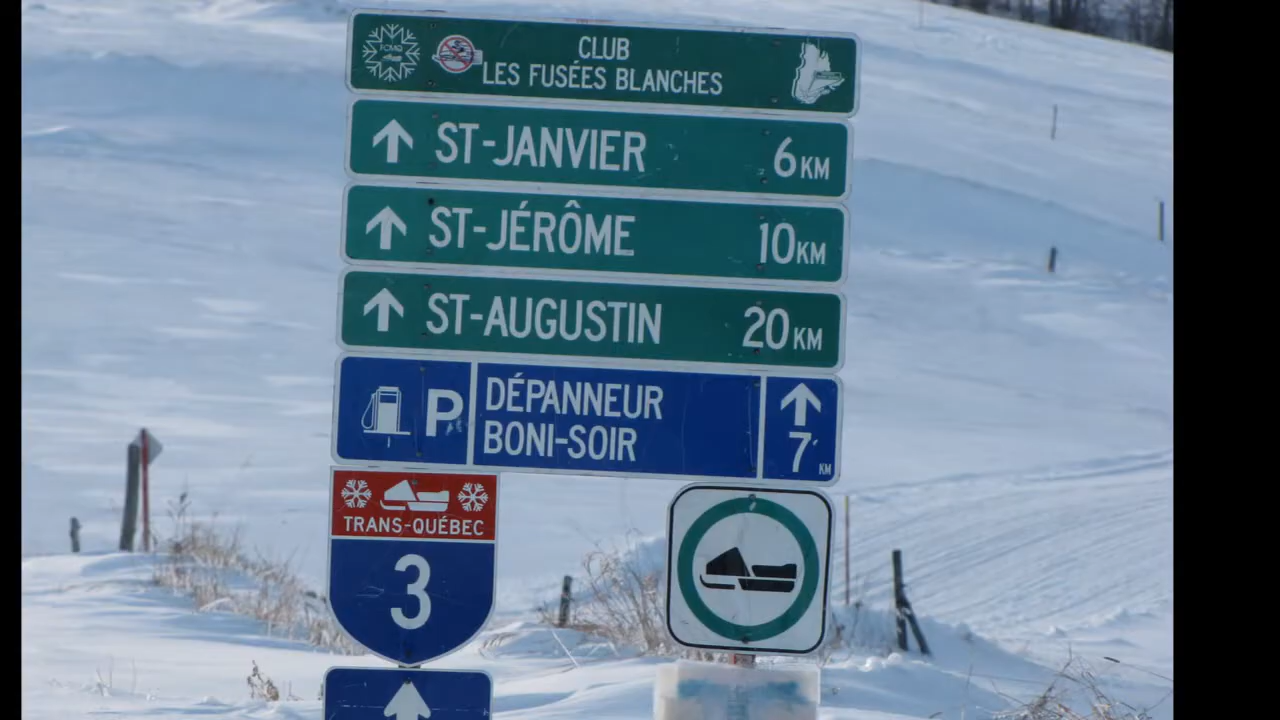 FCMQ
CLUB
LES FUSÉES BLANCHES
ST-JANVIER 6 KM
ST-JÉRÔME 10 KM
ST-AUGUSTIN 20 KM
P DÉPANNEUR
BONI-SOIR 7 KM
TRANS-QUÉBEC
3